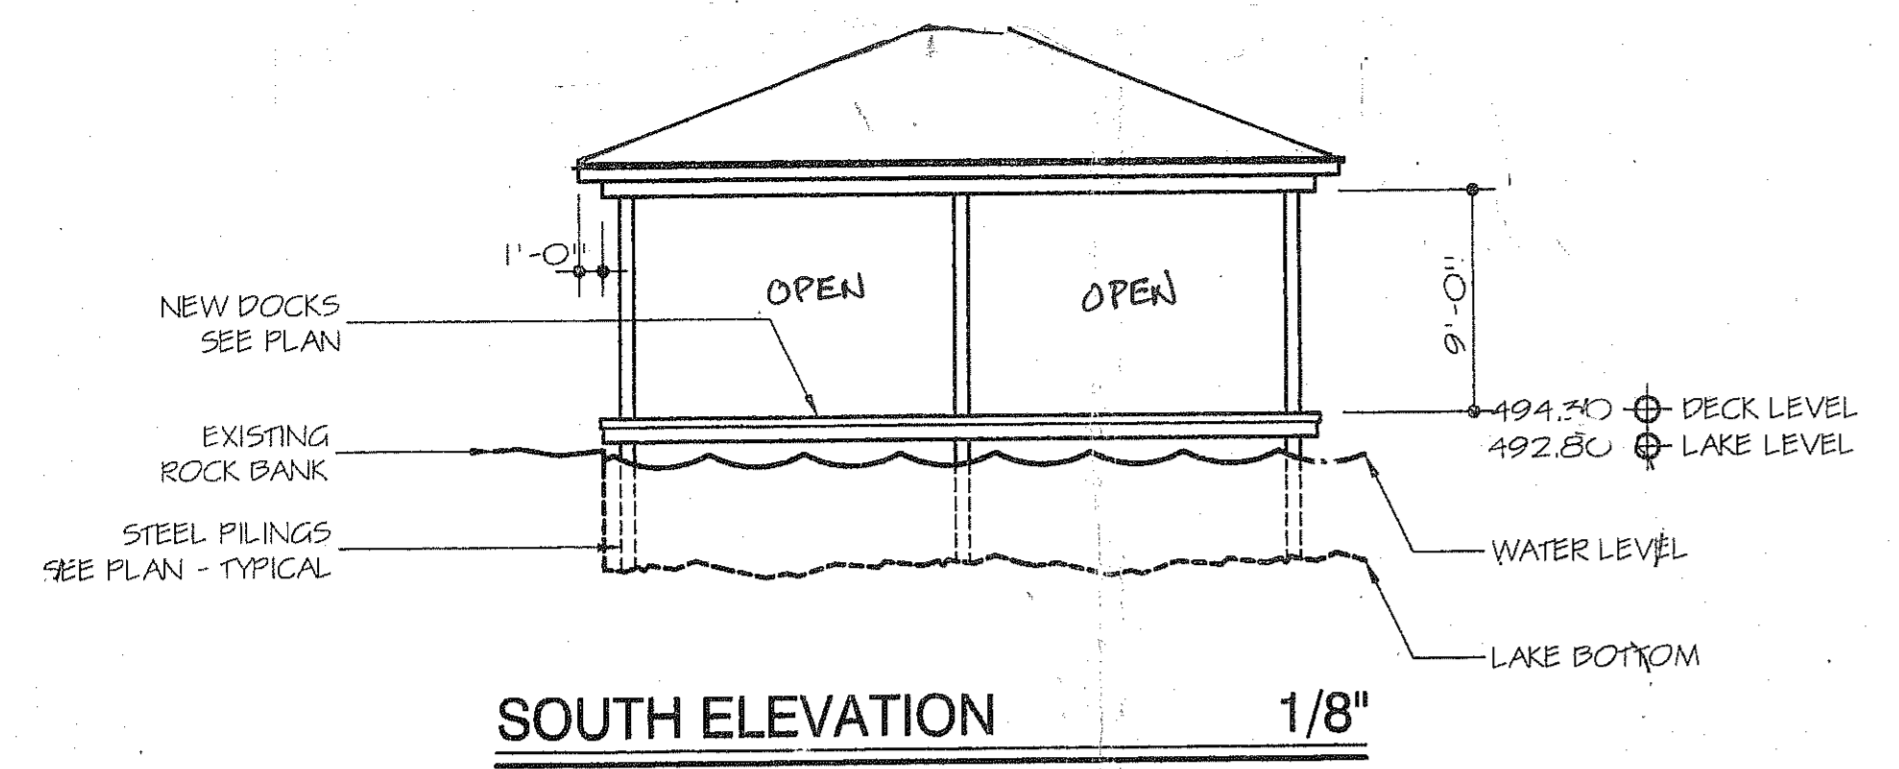 1'-0"
OPEN
OPEN
9'-0"
NEW DOCKS
SEE PLAN
494.30 DECK LEVEL
492.80 LAKE LEVEL
EXISTING
ROCK BANK
STEEL PILINGS
SEE PLAN - TYPICAL
WATER LEVEL
LAKE BOTTOM
SOUTH ELEVATION 1/8"